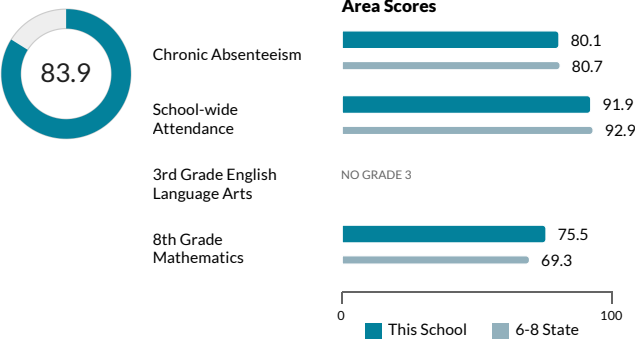 Area Scores
83.9
Chronic Absenteeism
80.1
80.7
School-wide
Attendance
91.9
92.9
3rd Grade English
Language Arts
NO GRADE 3
8th Grade
Mathematics
75.5
69.3
0
100
This School
6-8 State